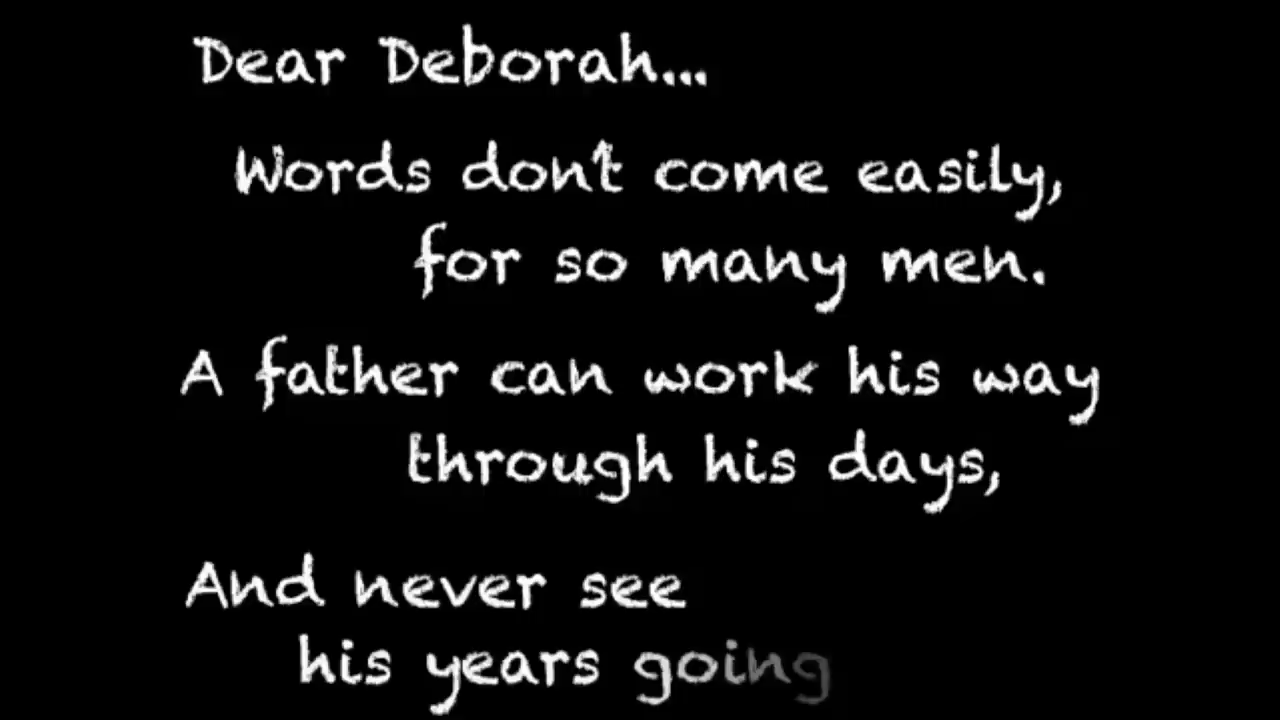 Dear Deborah...
Words don't come easily,
for so many men.
A father can work his way
through his days,
And never see
his years going